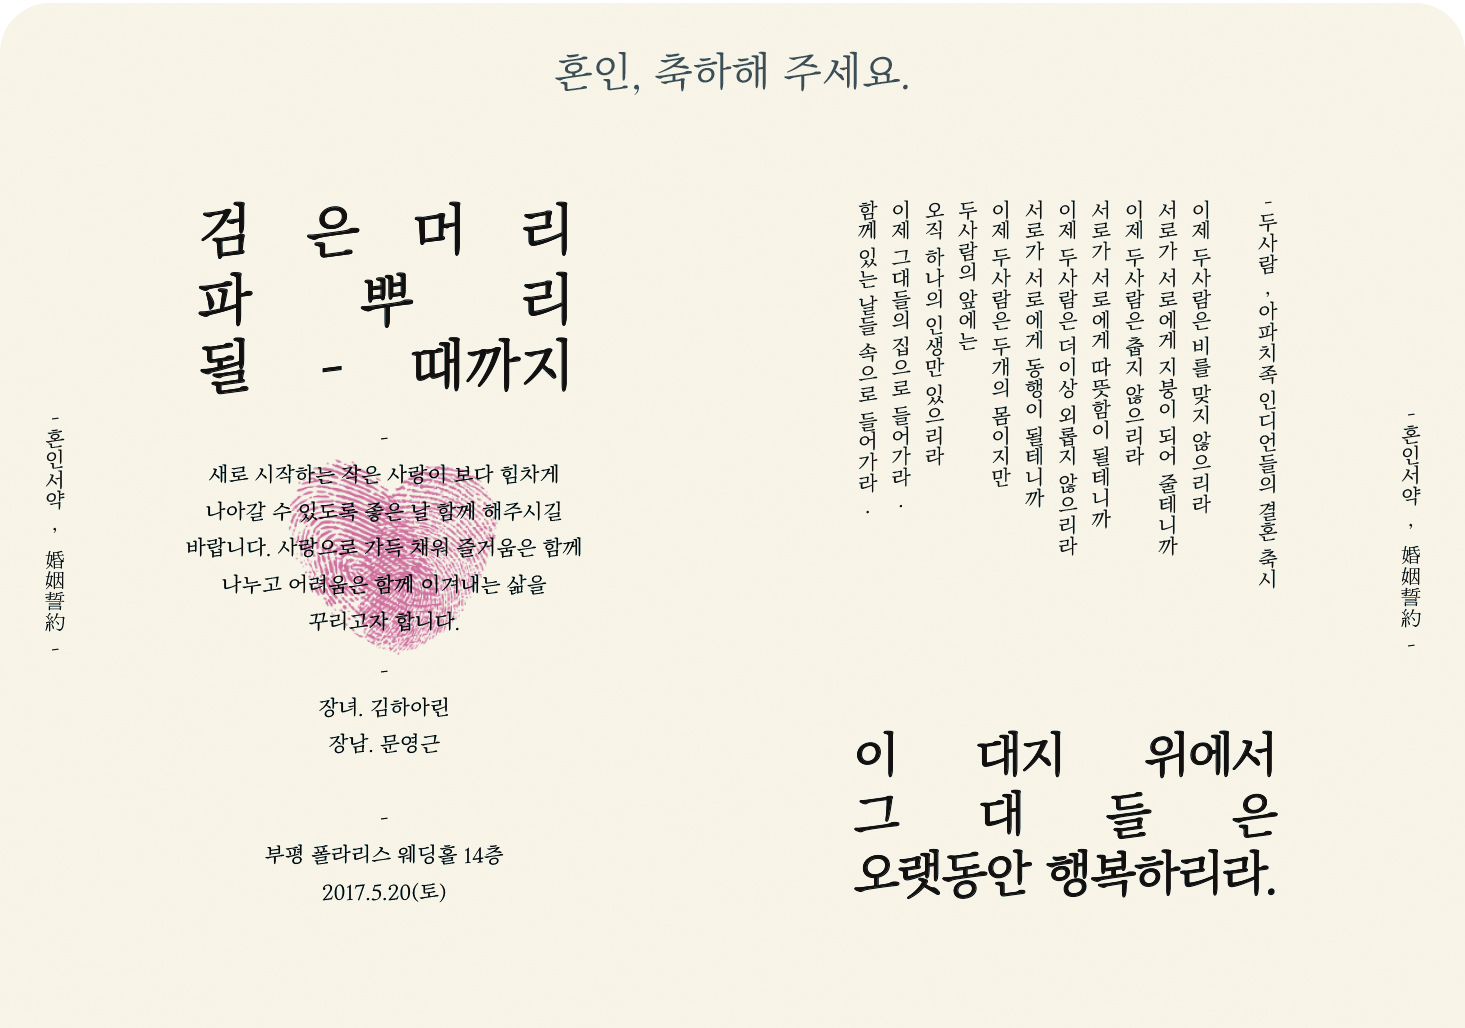 혼인, 축하해 주세요.
- 혼인서약 , 婚姻誓約 -
검은머리
파뿌리
될 - 때까지
-
새로 시작하는 작은 사랑이 보다 힘차게
나아갈 수 있도록 좋은 날 함께 해주시길
바랍니다. 사랑으로 가득 채워 즐거움은 함께
나누고 어려움은 함께 이겨내는 삶을
꾸리고자 합니다.
-
장녀. 김하아린
장남. 문영근
-
부평 폴라리스 웨딩홀 14층
2017.5.20(토)
- 두사람 , 아파치족 인디언들의 결혼 축시
이제 두사람은 비를 맞지 않으리라
서로가 서로에게 지붕이 되어 줄테니까
이제 두사람은 춥지 않으리라
서로가 서로에게 따뜻함이 될테니까
이제 두사람은 더이상 외롭지 않으리라
서로가 서로에게 동행이 될테니까
이제 두사람은 두개의 몸이지만
두사람의 앞에는
오직 하나의 인생만 있으리라
이제 그대들의 집으로 들어가라 .
함께 있는 날들 속으로 들어가라 .
이 대지 위에서
그대들은
오랫동안 행복하리라.
- 혼인서약 , 婚姻誓約 -